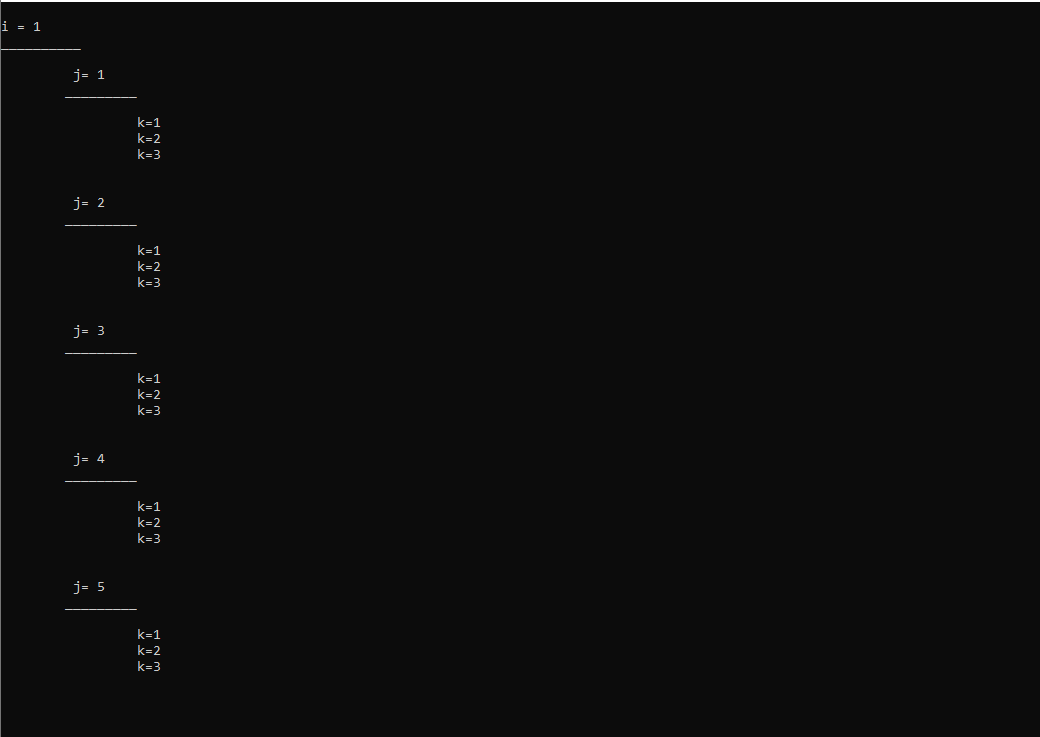 i = 1
__________
j= 1
_________
k=1
k=2
k=3
j= 2
_________
k=1
k=2
k=3
j= 3
_________
k=1
k=2
k=3
j= 4
_________
k=1
k=2
k=3
j= 5
_________
k=1
k=2
k=3